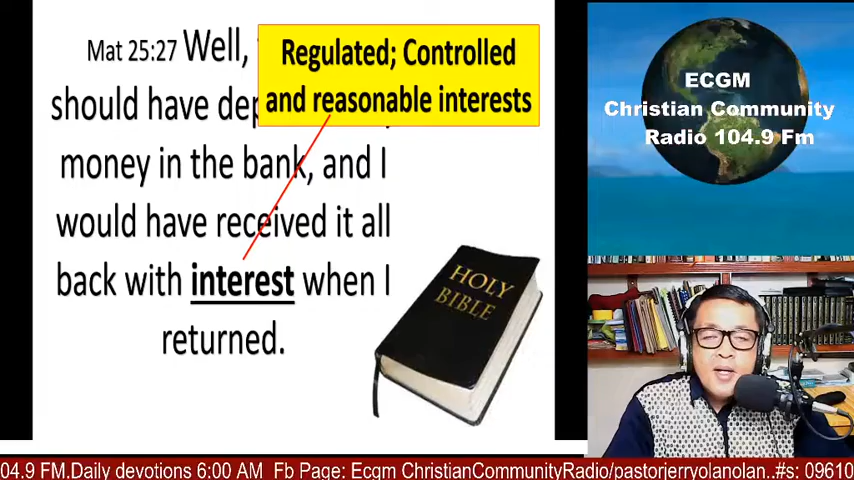 Mat 25:27 Well,
should have dep
money in the bank, and I
would have received it all
back with interest when I
returned.
Regulated; Controlled
and reasonable interests
HOLY
BIBLE
ECGM
Christian Community
Radio 104.9 Fm
04.9 FM.Daily devotions 6:00 AM Fb Page: Ecgm ChristianCommunityRadio/pastorjerryolanolan..#s: 09610